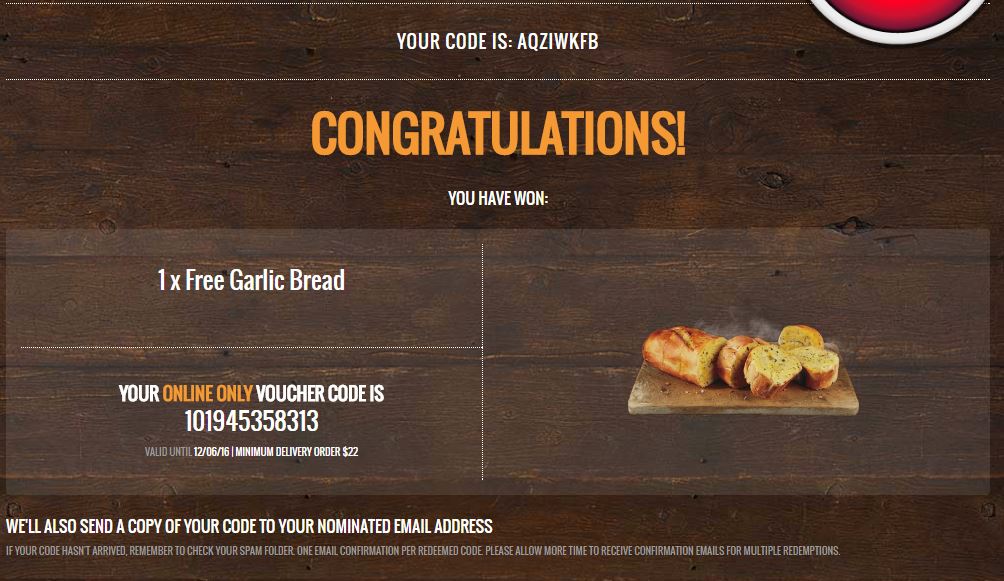 YOUR CODE IS: AQZIWKFB
CONGRATULATIONS!
YOU HAVE WON:
1 x Free Garlic Bread
YOUR ONLINE ONLY VOUCHER CODE IS
101945358313
VALID UNTIL 12/06/16 | MINIMUM DELIVERY ORDER $22
WE'LL ALSO SEND A COPY OF YOUR CODE TO YOUR NOMINATED EMAIL ADDRESS
IF YOUR CODE HASN'T ARRIVED, REMEMBER TO CHECK YOUR SPAM FOLDER. ONE EMAIL CONFIRMATION PER REDEEMED CODE. PLEASE ALLOW MORE TIME TO RECEIVE CONFIRMATION EMAILS FOR MULTIPLE REDEMPTIONS.